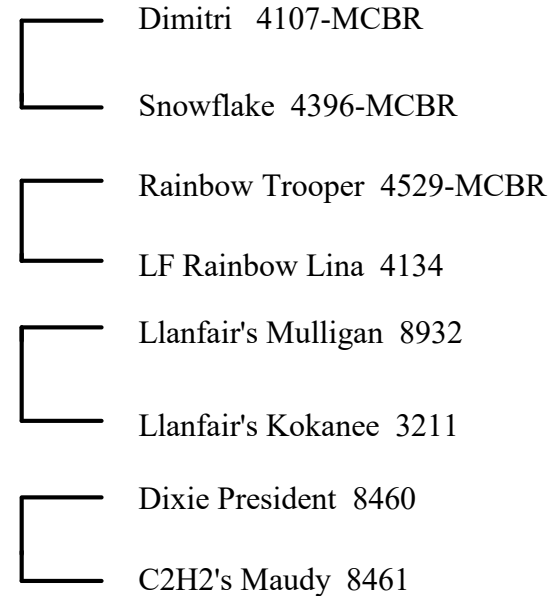 Dimitri 4107-MCBR
Snowflake 4396-MCBR
Rainbow Trooper 4529-MCBR
LF Rainbow Lina 4134
Llanfair's Mulligan 8932
Llanfair's Kokanee 3211
Dixie President 8460
C2H2's Maudy 8461